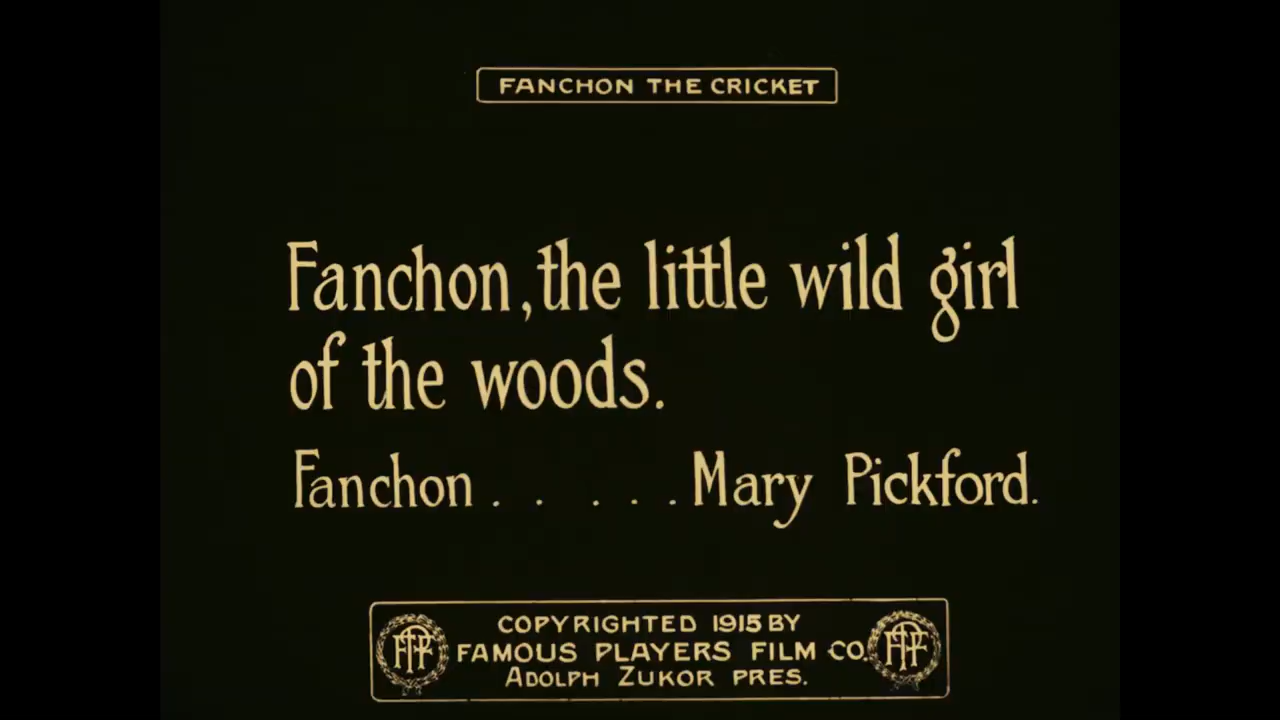 FANCHON THE CRICKET
Fanchon, the little wild girl
of the woods.
Fanchon . . . . . Mary Pickford.
COPYRIGHTED 1915 BY
FAMOUS PLAYERS FILM CO.
ADOLPH ZUKOR PRES.